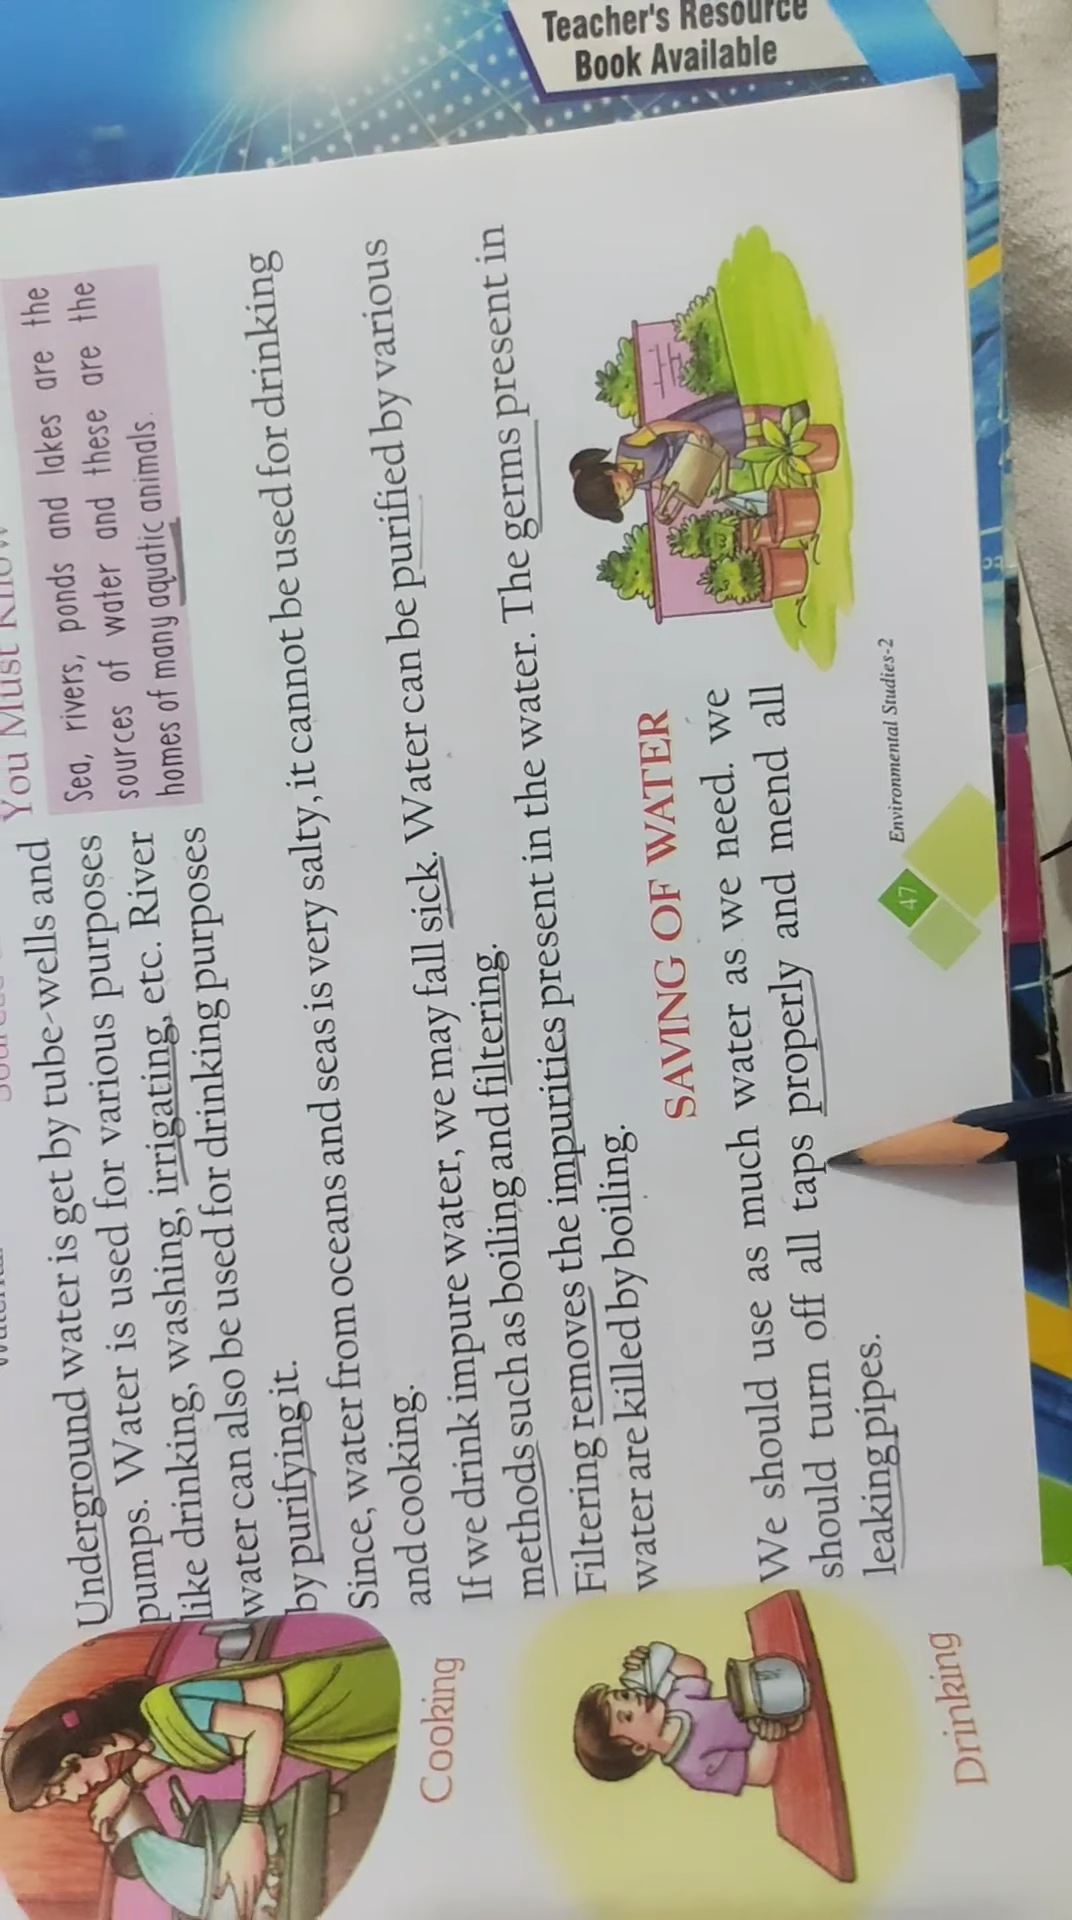 Teacher's Resource
Book Available
You Must Know
Sea, rivers, ponds and lakes are the
sources of water and these are the
homes of many aquatic animals.
Underground water is get by tube-wells and
pumps. Water is used for various purposes
like drinking, washing, irrigating, etc. River
water can also be used for drinking purposes
by purifying it.
Since, water from oceans and seas is very salty, it cannot be used for drinking
and cooking.
If we drink impure water, we may fall sick. Water can be purified by various
methods such as boiling and filtering.
Filtering removes the impurities present in the water. The germs present in
water are killed by boiling.
SAVING OF WATER
We should use as much water as we need. we
should turn off all taps properly and mend all
leaking pipes.
47
Environmental Studies-2
Cooking
Drinking